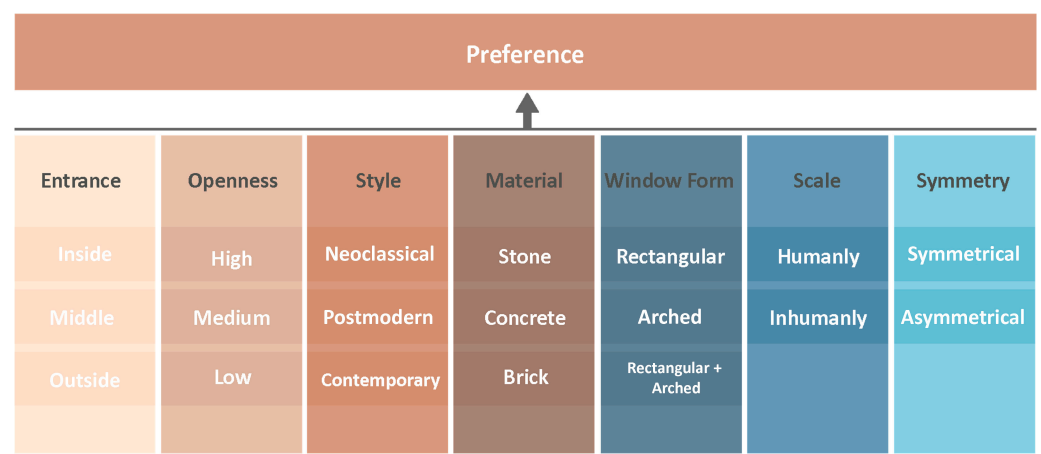 Preference
Entrance
Openness
Style
Material
Window Form
Scale
Symmetry
Inside
High
Neoclassical
Stone
Rectangular
Humanly
Symmetrical
Middle
Medium
Postmodern
Concrete
Arched
Inhumanly
Asymmetrical
Outside
Low
Contemporary
Brick
Rectangular +
Arched